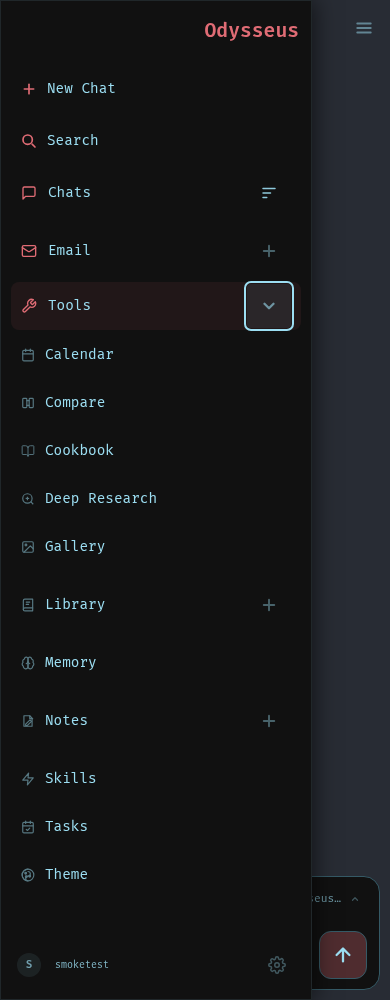 Odysseus
New Chat
Search
Chats
Email
Tools
Calendar
Compare
Cookbook
Deep Research
Gallery
Library
Memory
Notes
Skills
Tasks
Theme
eus…
S smoketest